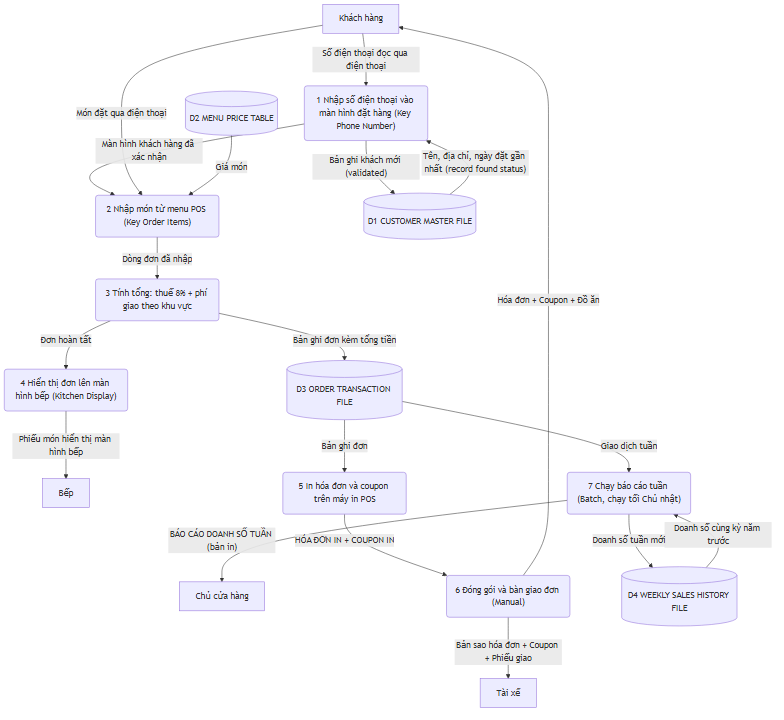 Khách hàng
Số điện thoại đọc qua
điện thoại
Món đặt qua điện thoại
D2 MENU PRICE TABLE
1 Nhập số điện thoại vào
màn hình đặt hàng (Key
Phone Number)
Màn hình khách hàng đã
xác nhận
Giá món
Bản ghi khách mới
(validated)
Tên, địa chỉ, ngày đặt gần
nhất (record found status)
2 Nhập món từ menu POS
(Key Order Items)
D1 CUSTOMER MASTER FILE
Dòng đơn đã nhập
3 Tính tổng: thuế 8% + phí
giao theo khu vực
Hóa đơn + Coupon + Đồ ăn
Đơn hoàn tất
Bản ghi đơn kèm tổng tiền
4 Hiển thị đơn lên màn
hình bếp (Kitchen Display)
D3 ORDER TRANSACTION
FILE
Phiếu món hiển thị màn
hình bếp
Bản ghi đơn
Giao dịch tuần
Bếp
5 In hóa đơn và coupon
trên máy in POS
7 Chạy báo cáo tuần
(Batch, chạy tối Chủ nhật)
BÁO CÁO DOANH SỐ TUẦN
(bản in)
HÓA ĐƠN IN + COUPON IN
Doanh số tuần mới
Doanh số cùng kỳ năm
trước
Chủ cửa hàng
6 Đóng gói và bàn giao đơn
(Manual)
D4 WEEKLY SALES HISTORY
FILE
Bản sao hóa đơn + Coupon
+ Phiếu giao
Tài xế